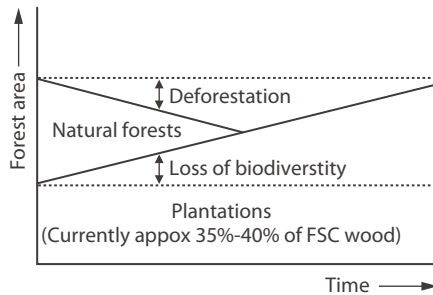 Forest area
Deforestation
Natural forests
Loss of biodiverstity
Plantations
(Currently appox 35%-40% of FSC wood)
Time